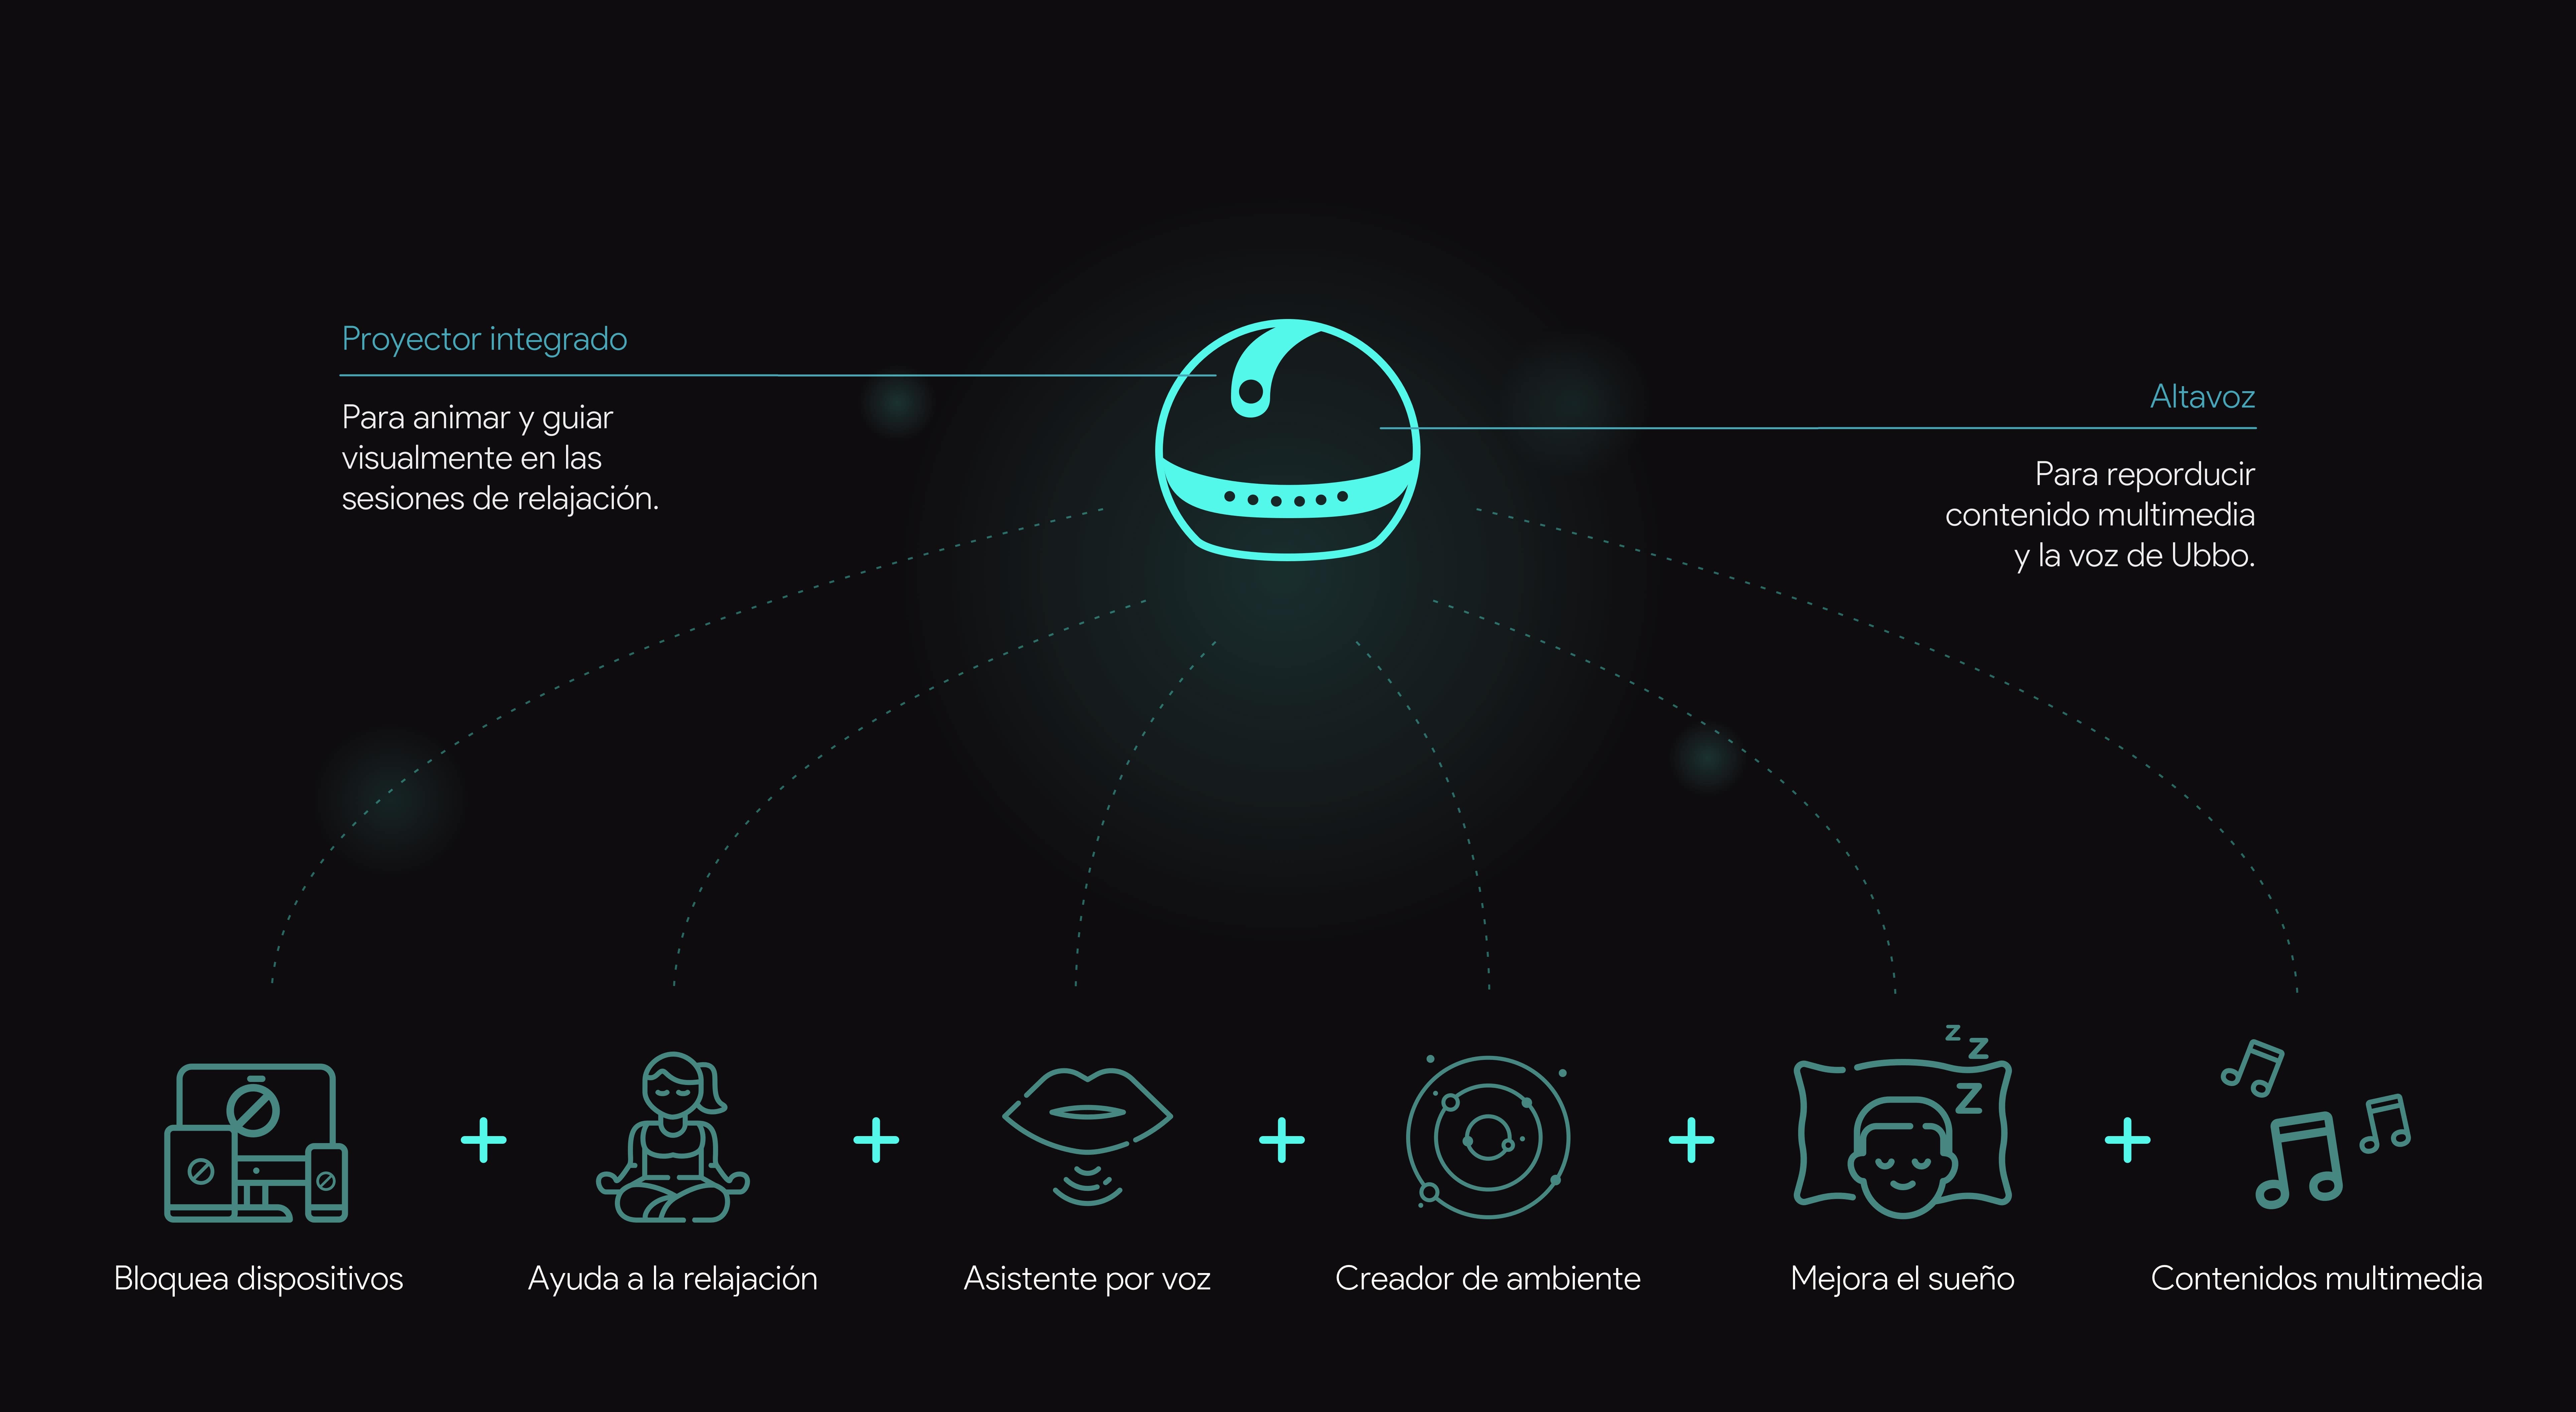 Proyector integrado
Para animar y guiar
visualmente en las
sesiones de relajación.
Altavoz
Para reporducir
contenido multimedia
y la voz de Ubbo.
z
z
z
Bloquea dispositivos
+
Ayuda a la relajación
+
Asistente por voz
+
Creador de ambiente
+
Mejora el sueño
+
Contenidos multimedia